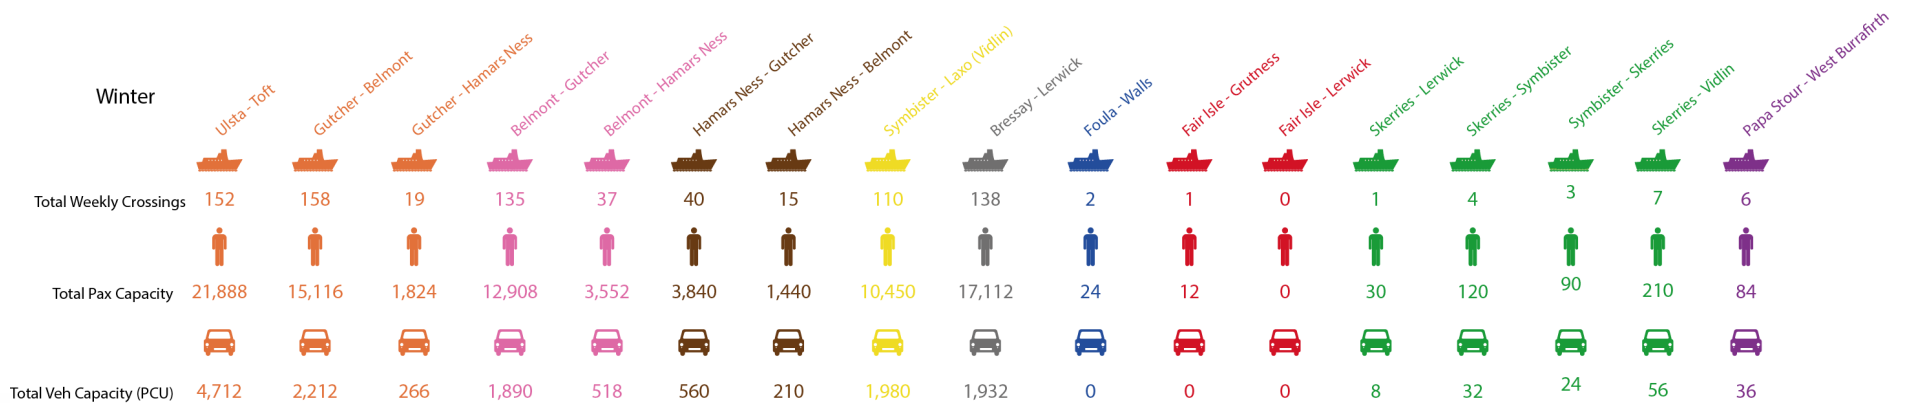 Winter
Ulsta - Toft
Gutcher - Belmont
Gutcher - Hamars Ness
Belmont - Gutcher
Belmont - Hamars Ness
Hamars Ness - Gutcher
Hamars Ness - Belmont
Symbister - Laxo (Vidlin)
Bressay - Lerwick
Foula - Walls
Fair Isle - Grutness
Fair Isle - Lerwick
Skerries - Lerwick
Skerries - Symbister
Symbister - Skerries
Skerries - Vidlin
Papa Stour - West Burrafirth
Total Weekly Crossings 152 158 19 135 37 40 15 110 138 2 1 0 1 4 3 7 6
Total Pax Capacity 21,888 15,116 1,824 12,908 3,552 3,840 1,440 10,450 17,112 24 12 0 30 120 90 210 84
Total Veh Capacity (PCU) 4,712 2,212 266 1,890 518 560 210 1,980 1,932 0 0 0 8 32 24 56 36